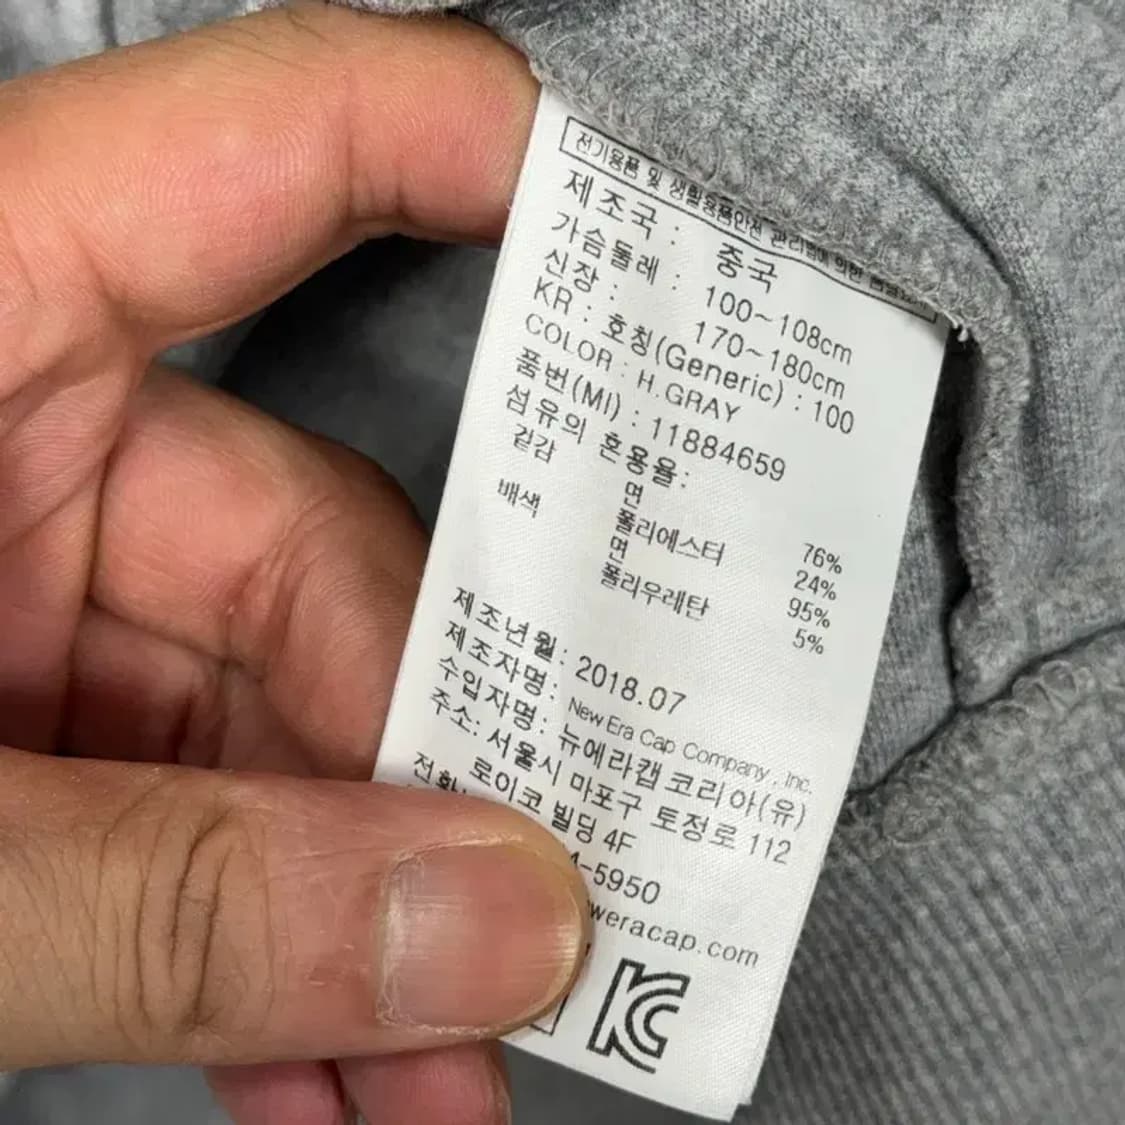 전기용품 및 생활용품안전 관리법에 의한 품질표시
제조국 : 중국
가슴둘레 : 100~108cm
신장 : 170~180cm
KR : 호칭(Generic) : 100
COLOR : H.GRAY
품번(MI) : 11884659
섬유의 혼용율:
겉감 면 76%
폴리에스터 24%
배색 면 95%
폴리우레탄 5%
제조년월: 2018.07
제조자명: New Era Cap Company, Inc.
수입자명: 뉴에라캡코리아(유)
주소: 서울시 마포구 토정로 112
로이코 빌딩 4F
전화: 4-5950
weracap.com
KC